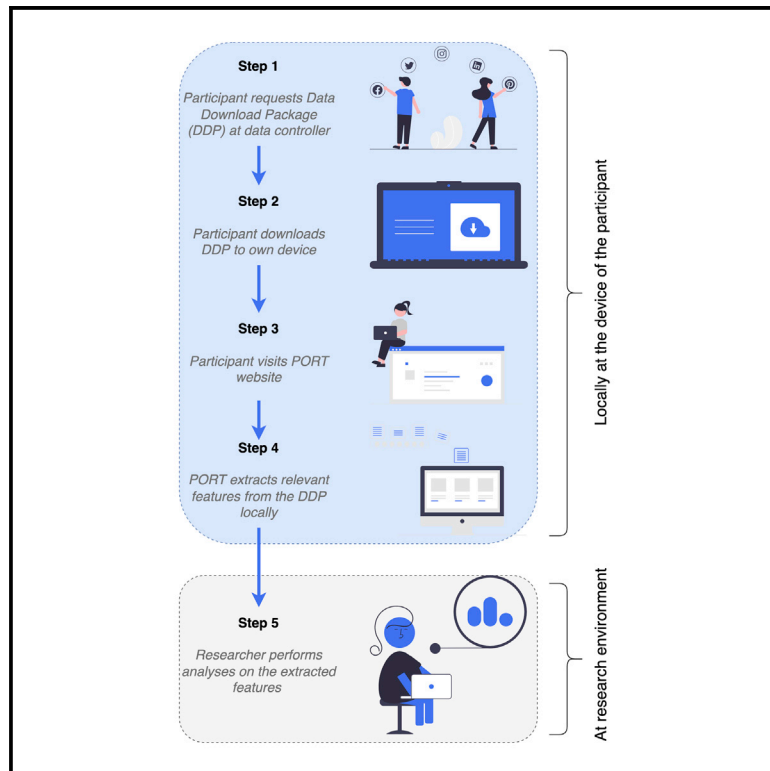 Step 1
Participant requests Data
Download Package
(DDP) at data controller
Step 2
Participant downloads
DDP to own device
Step 3
Participant visits PORT
website
Step 4
PORT extracts relevant
features from the DDP
locally
Locally at the device of the participant
Step 5
Researcher performs
analyses on the extracted
features
At research environment